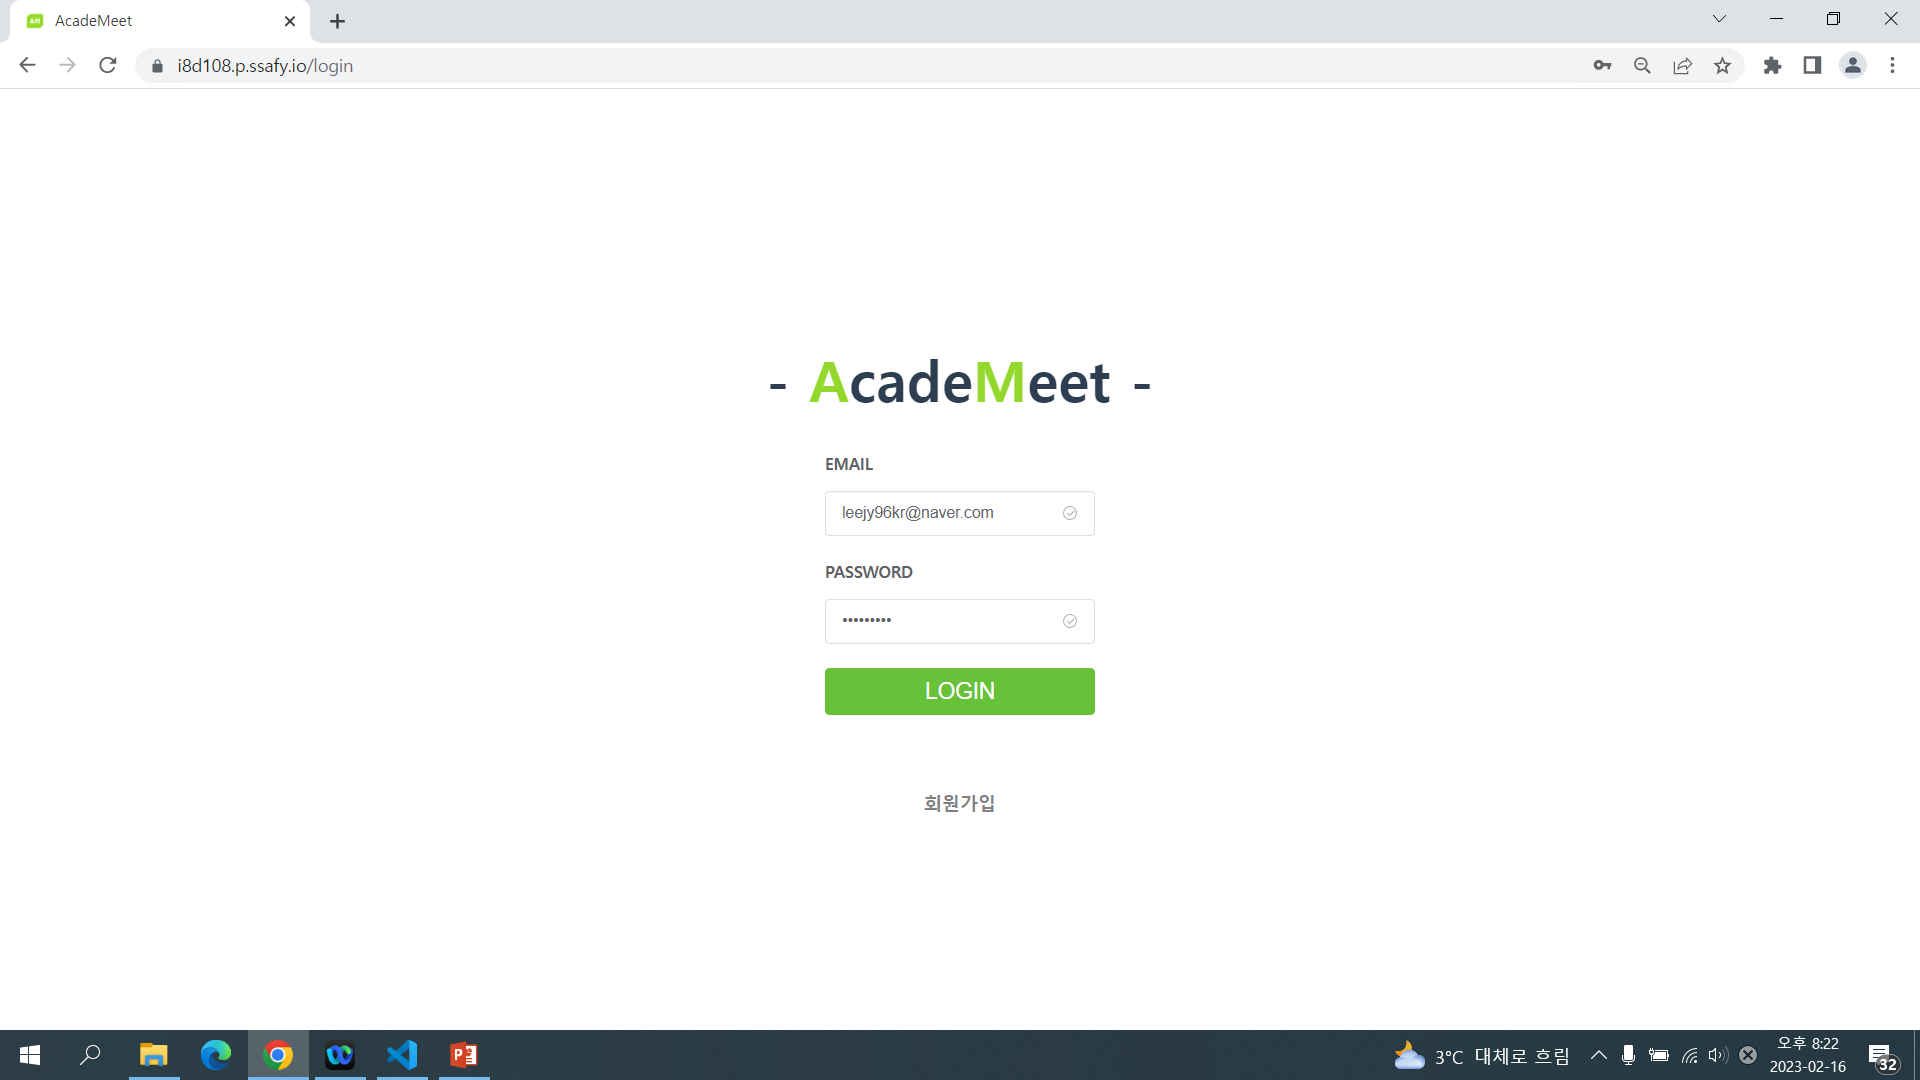 AcadeMeet
i8d108.p.ssafy.io/login
- AcadeMeet -
EMAIL
leejy96kr@naver.com
PASSWORD
•••••••••
LOGIN
회원가입
3°C 대체로 흐림
오후 8:22
2023-02-16
32